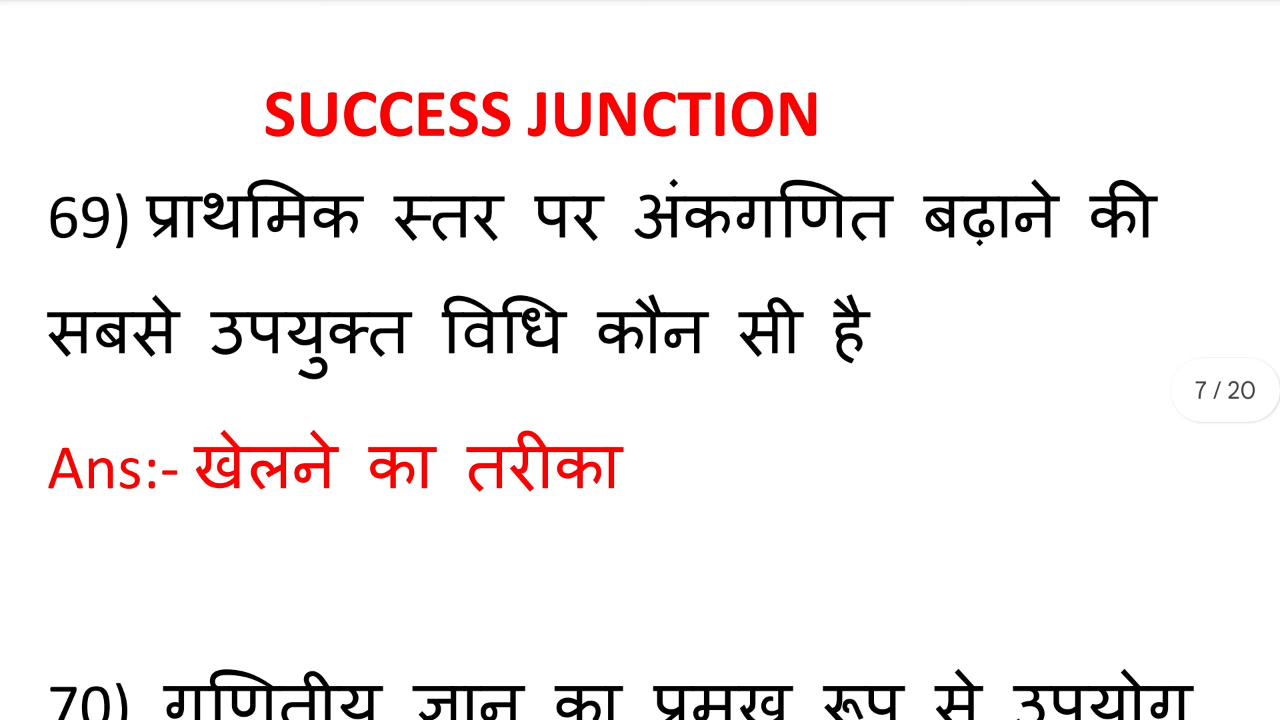 SUCCESS JUNCTION
69) प्राथमिक स्तर पर अंकगणित बढ़ाने की
सबसे उपयुक्त विधि कौन सी है
7 / 20
Ans:- खेलने का तरीका
70) गणितीय ज्ञान का प्रमुख रूप से उपयोग